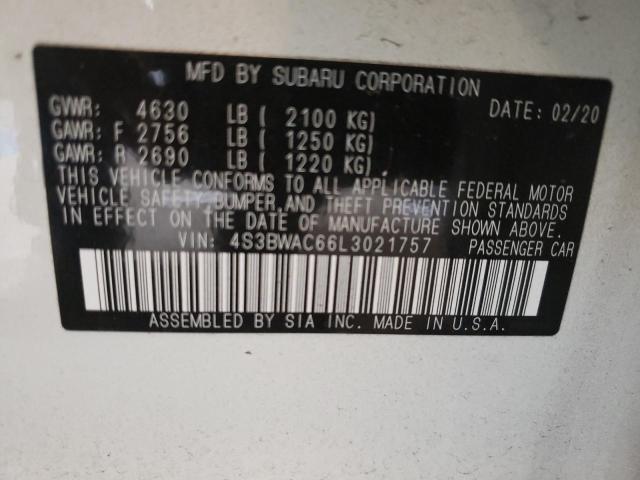 MFD BY SUBARU CORPORATION
GVWR: 4630 LB ( 2100 KG) DATE: 02/20
GAWR: F 2756 LB ( 1250 KG)
GAWR: R 2690 LB ( 1220 KG)
THIS VEHICLE CONFORMS TO ALL APPLICABLE FEDERAL MOTOR
VEHICLE SAFETY, BUMPER, AND THEFT PREVENTION STANDARDS
IN EFFECT ON THE DATE OF MANUFACTURE SHOWN ABOVE.
VIN: 4S3BWAC66L3021757 PASSENGER CAR
ASSEMBLED BY SIA INC. MADE IN U.S.A.